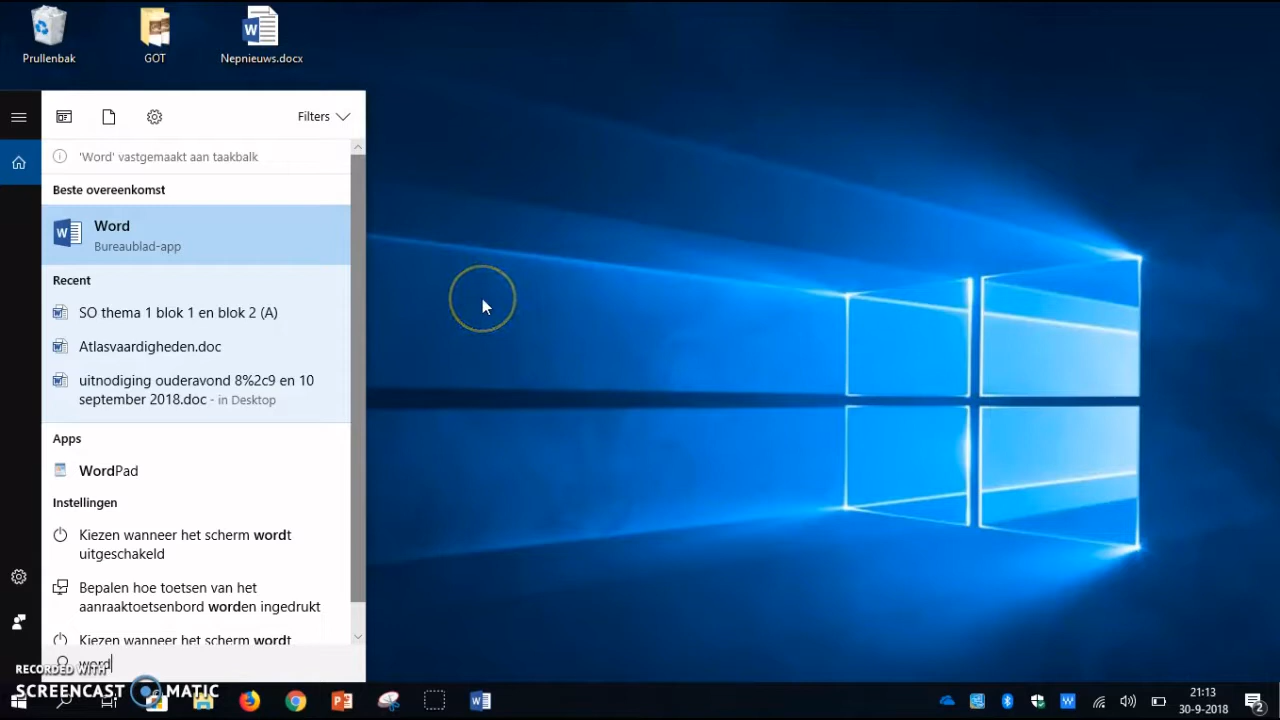 Prullenbak
GOT
Nepnieuws.docx
Filters
'Word' vastgemaakt aan taakbalk
Beste overeenkomst
Word
Bureaublad-app
Recent
SO thema 1 blok 1 en blok 2 (A)
Atlasvaardigheden.doc
uitnodiging ouderavond 8%2c9 en 10
september 2018.doc - in Desktop
Apps
WordPad
Instellingen
Kiezen wanneer het scherm wordt
uitgeschakeld
Bepalen hoe toetsen van het
aanraaktoetsenbord worden ingedrukt
Kiezen wanneer het scherm wordt
word
RECORDED WITH
SCREENCAST MATIC
21:13
30-9-2018
2